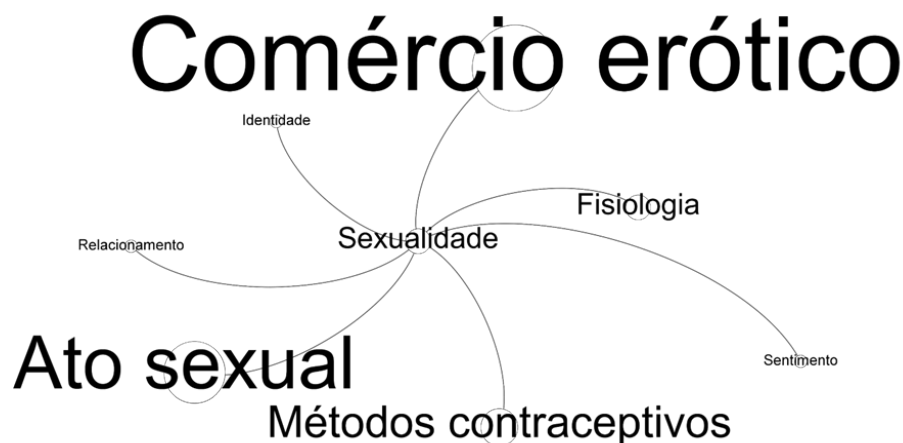 Comércio erótico
Identidade
Fisiologia
Sexualidade
Relacionamento
Ato sexual
Sentimento
Métodos contraceptivos